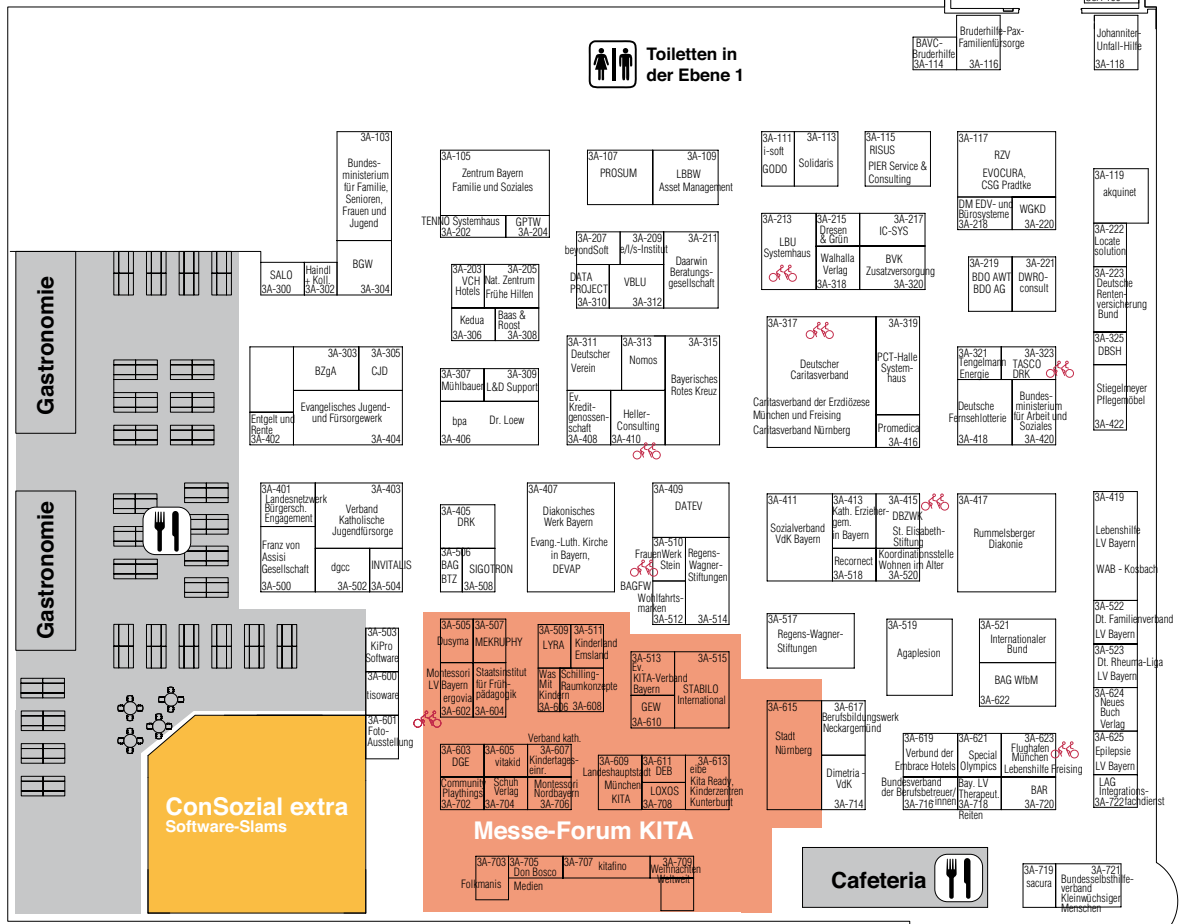 Toiletten in
der Ebene 1
BAVC-
Bruderhilfe
3A-114
Bruderhilfe-Pax-
Familienfürsorge
3A-116
Johanniter-
Unfall-Hilfe
3A-118
3A-103
Bundes-
ministerium
für Familie,
Senioren,
Frauen und
Jugend
BGW
3A-304
SALO
3A-300
Haindl
+ Koll.
3A-302
3A-105
Zentrum Bayern
Familie und Soziales
TENNO Systemhaus
3A-202
GPTW
3A-204
3A-107
PROSUM
3A-109
LBBW
Asset Management
3A-111
i-soft
GODO
3A-113
Solidaris
3A-115
RISUS
PIER Service &
Consulting
3A-117
RZV
EVOCURA,
CSG Pradtke
DM EDV- und
Bürosysteme
3A-218
WGKD
3A-220
3A-119
akquinet
3A-222
Locate
solution
3A-223
Deutsche
Renten-
versicherung
Bund
3A-325
DBSH
Stiegelmeyer
Pflegemöbel
3A-422
3A-203
VCH
Hotels
3A-205
Nat. Zentrum
Frühe Hilfen
Kedua
3A-306
Baas &
Roost
3A-308
3A-207
beyondSoft
3A-209
e/l/s-Institut
DATA
PROJECT
3A-310
VBLU
3A-312
3A-211
Daarwin
Beratungs-
gesellschaft
3A-213
LBU
Systemhaus
3A-215
Dresen
& Grün
3A-217
IC-SYS
Walhalla
Verlag
3A-318
BVK
Zusatzversorgung
3A-320
3A-219
BDO AWT
BDO AG
3A-221
DWRO-
consult
3A-303
BZgA
3A-305
CJD
Entgelt und
Rente
3A-402
Evangelisches Jugend-
und Fürsorgewerk
3A-404
3A-307
Mühlbauer
3A-309
L&D Support
bpa
3A-406
Dr. Loew
3A-311
Deutscher
Verein
3A-313
Nomos
3A-315
Bayerisches
Rotes Kreuz
Ev.
Kredit-
genossen-
schaft
3A-408
Heller-
Consulting
3A-410
3A-317
Deutscher
Caritasverband
Caritasverband der Erzdiözese
München und Freising
Caritasverband Nürnberg
3A-319
PCT-Halle
System-
haus
Promedica
3A-416
3A-321
Tengelmann
Energie
3A-323
TASCO
DRK
Deutsche
Fernsehlotterie
3A-418
Bundes-
ministerium
für Arbeit und
Soziales
3A-420
Gastronomie
Gastronomie
3A-401
Landesnetzwerk
Bürgersch.
Engagement
3A-403
Verband
Katholische
Jugendfürsorge
Franz von
Assisi
Gesellschaft
3A-500
dgcc
3A-502
INVITALIS
3A-504
3A-405
DRK
3A-506
BAG
BTZ
SIGOTRON
3A-508
3A-407
Diakonisches
Werk Bayern
Evang.-Luth. Kirche
in Bayern,
DEVAP
3A-409
DATEV
3A-510
FrauenWerk
Stein
BAGFW
Wohlfahrts-
marken
3A-512
Regens-
Wagner-
Stiftungen
3A-514
3A-411
Sozialverband
VdK Bayern
3A-413
Kath. Erzieher-
gem.
in Bayern
3A-415
DBZWK
St. Elisabeth-
Stiftung
Recornect
3A-518
Koordinationsstelle
Wohnen im Alter
3A-520
3A-417
Rummelsberger
Diakonie
3A-419
Lebenshilfe
LV Bayern
WAB - Kosbach
3A-522
Dt. Familienverband
LV Bayern
3A-523
Dt. Rheuma-Liga
LV Bayern
3A-624
Neues
Buch
Verlag
3A-625
Epilepsie
LV Bayern
LAG
Integrations-
fachdienst
3A-722
3A-503
KiPro
Software
3A-600
tisoware
3A-601
Foto-
Ausstellung
3A-505
Dusyma
3A-507
MEKRUPHY
Montessori
LV Bayern
ergovia
3A-602
Staatsinstitut
für Früh-
pädagogik
3A-604
3A-509
LYRA
3A-511
Kinderland
Emsland
Was
Mit
Kindern
3A-606
Schilling-
Raumkonzepte
3A-608
3A-513
Ev.
KITA-Verband
Bayern
3A-515
STABILO
International
GEW
3A-610
3A-517
Regens-Wagner-
Stiftungen
3A-519
Agaplesion
3A-521
Internationaler
Bund
BAG WfbM
3A-622
3A-603
DGE
3A-605
vitakid
Verband kath.
3A-607
Kindertages-
einr.
Community
Playthings
3A-702
Schuh
Verlag
3A-704
Montessori
Nordbayern
3A-706
3A-609
Landeshauptstadt
München
KITA
3A-611
DEB
LOXOS
3A-708
3A-613
eibe
Kita Ready,
Kinderzentren
Kunterbunt
3A-615
Stadt
Nürnberg
3A-617
Berufsbildungswerk
Neckargemünd
Dimetria -
VdK
3A-714
3A-619
Verbund der
Embrace Hotels
3A-621
Special
Olympics
3A-623
Flughafen
München
Lebenshilfe Freising
Bundesverband
der Berufsbetreuer/
innen
3A-716
Bay. LV
Therapeut.
3A-718
Reiten
BAR
3A-720
ConSozial extra
Software-Slams
Messe-Forum KITA
3A-703
Folkmanis
3A-705
Don Bosco
Medien
3A-707
kitafino
3A-709
Weihnachten
Weltweit
Cafeteria
3A-719
sacura
3A-721
Bundesselbsthilfe-
verband
Kleinwüchsiger
Menschen